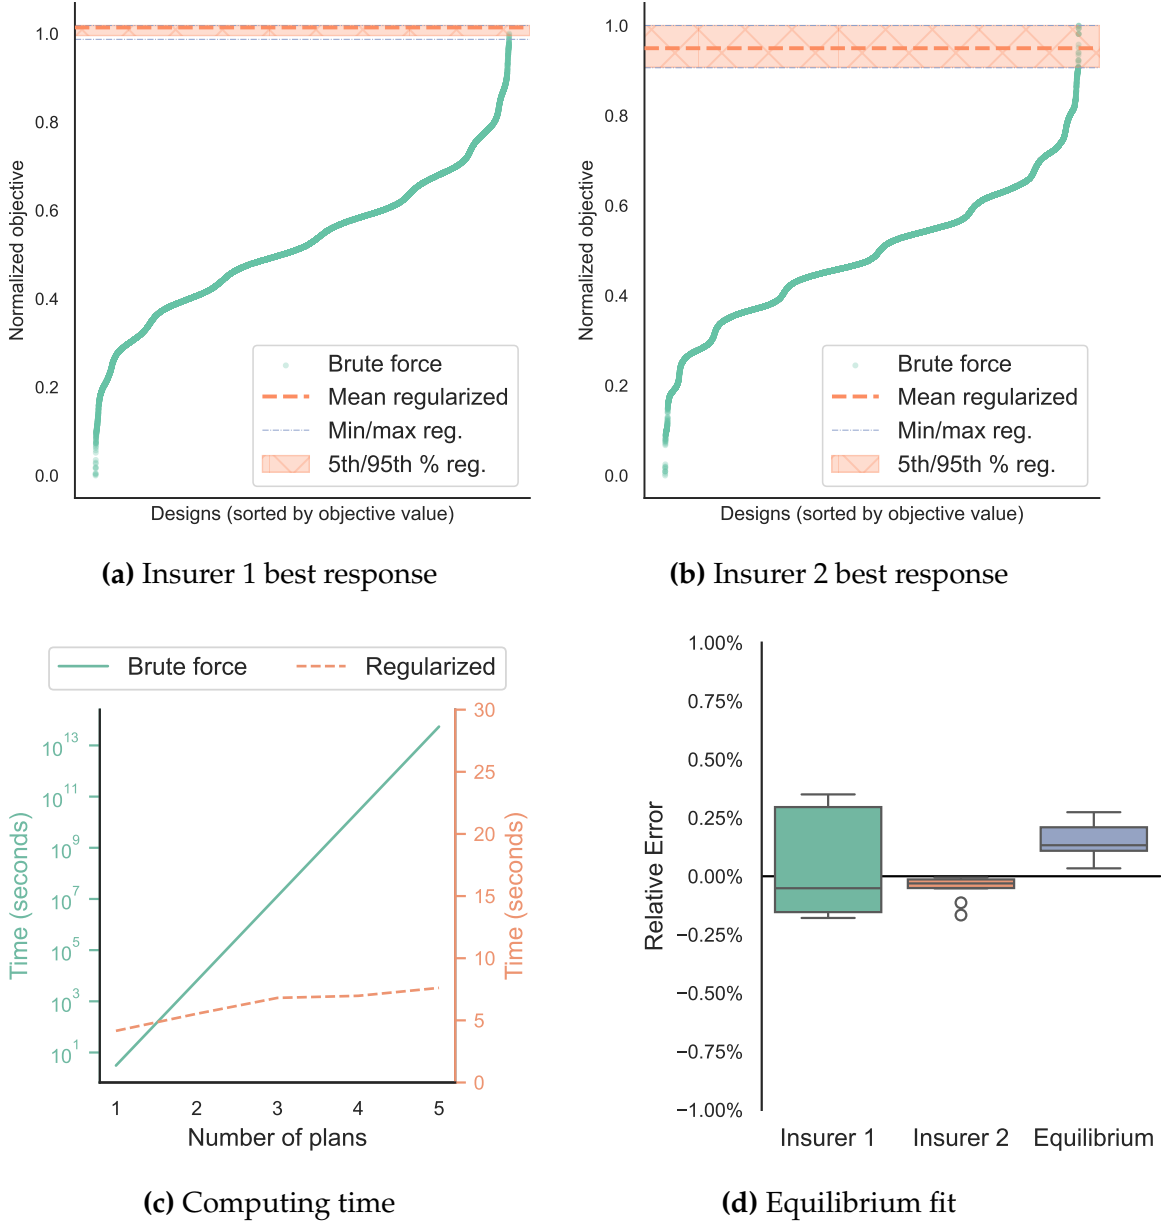 Normalized objective
1.0
0.8
0.6
0.4
0.2
0.0
Brute force
Mean regularized
Min/max reg.
5th/95th % reg.
Designs (sorted by objective value)
(a) Insurer 1 best response
Normalized objective
1.0
0.8
0.6
0.4
0.2
0.0
Brute force
Mean regularized
Min/max reg.
5th/95th % reg.
Designs (sorted by objective value)
(b) Insurer 2 best response
Brute force Regularized
Time (seconds)
10^13
10^11
10^9
10^7
10^5
10^3
10^1
30
25
20
15
10
5
0
Time (seconds)
1 2 3 4 5
Number of plans
(c) Computing time
Relative Error
1.00%
0.75%
0.50%
0.25%
0.00%
−0.25%
−0.50%
−0.75%
−1.00%
Insurer 1 Insurer 2 Equilibrium
(d) Equilibrium fit